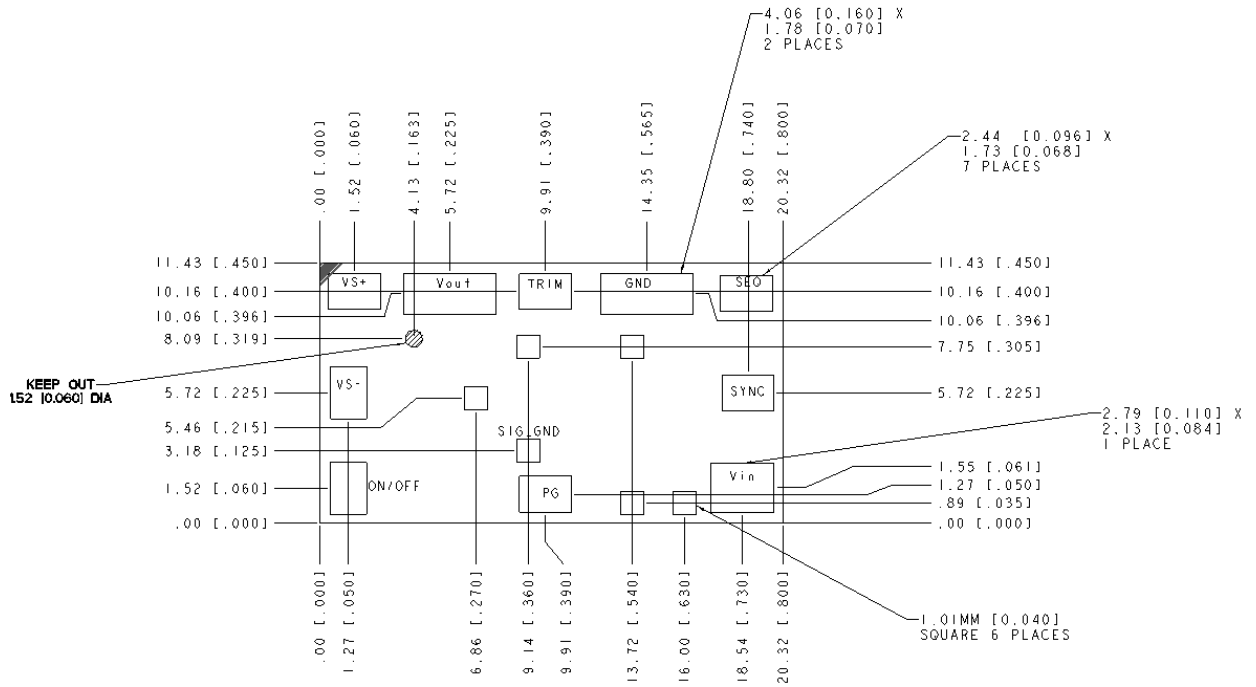 4.06 [0.160] X
1.78 [0.070]
2 PLACES
.00 [.000]
1.52 [.060]
4.13 [.163]
5.72 [.225]
9.91 [.390]
14.35 [.565]
18.80 [.740]
20.32 [.800]
2.44 [0.096] X
1.73 [0.068]
7 PLACES
11.43 [.450]
10.16 [.400]
10.06 [.396]
8.09 [.319]
KEEP OUT
1.52 [0.060] DIA
5.72 [.225]
5.46 [.215]
3.18 [.125]
1.52 [.060]
.00 [.000]
VS+
Vout
TRIM
GND
SEQ
VS-
SYNC
SIG_GND
ON/OFF
PG
Vin
11.43 [.450]
10.16 [.400]
10.06 [.396]
7.75 [.305]
5.72 [.225]
2.79 [0.110] X
2.13 [0.084]
1 PLACE
1.55 [.061]
1.27 [.050]
.89 [.035]
.00 [.000]
1.01MM [0.040]
SQUARE 6 PLACES
.00 [.000]
1.27 [.050]
6.86 [.270]
9.14 [.360]
9.91 [.390]
13.72 [.540]
16.00 [.630]
18.54 [.730]
20.32 [.800]